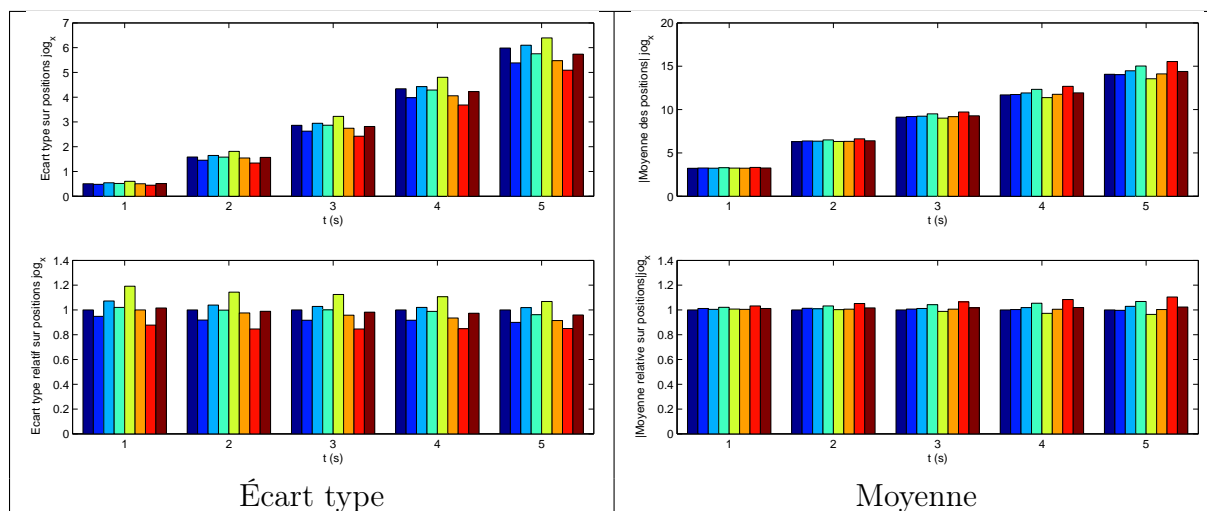 7
6
5
4
3
2
1
0
Ecart type sur positions jog_x
1 2 3 4 5
t (s)
20
15
10
5
0
|Moyenne des positions| jog_x
1 2 3 4 5
t (s)
1.4
1.2
1
0.8
0.6
0.4
0.2
0
Ecart type relatif sur positions jog_x
1 2 3 4 5
t (s)
1.4
1.2
1
0.8
0.6
0.4
0.2
0
|Moyenne relative sur positions|jog_x
1 2 3 4 5
t (s)
Écart type
Moyenne